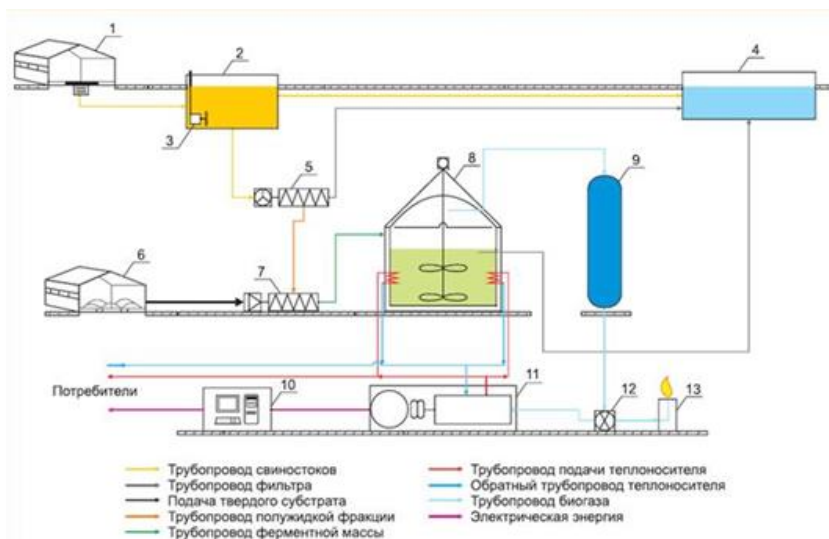 1
2
4
3
5
8
9
6
7
Потребители
10
11
12
13
Трубопровод свиностоков
Трубопровод фильтра
Подача твердого субстрата
Трубопровод полужидкой фракции
Трубопровод ферментной массы
Трубопровод подачи теплоносителя
Обратный трубопровод теплоносителя
Трубопровод биогаза
Электрическая энергия